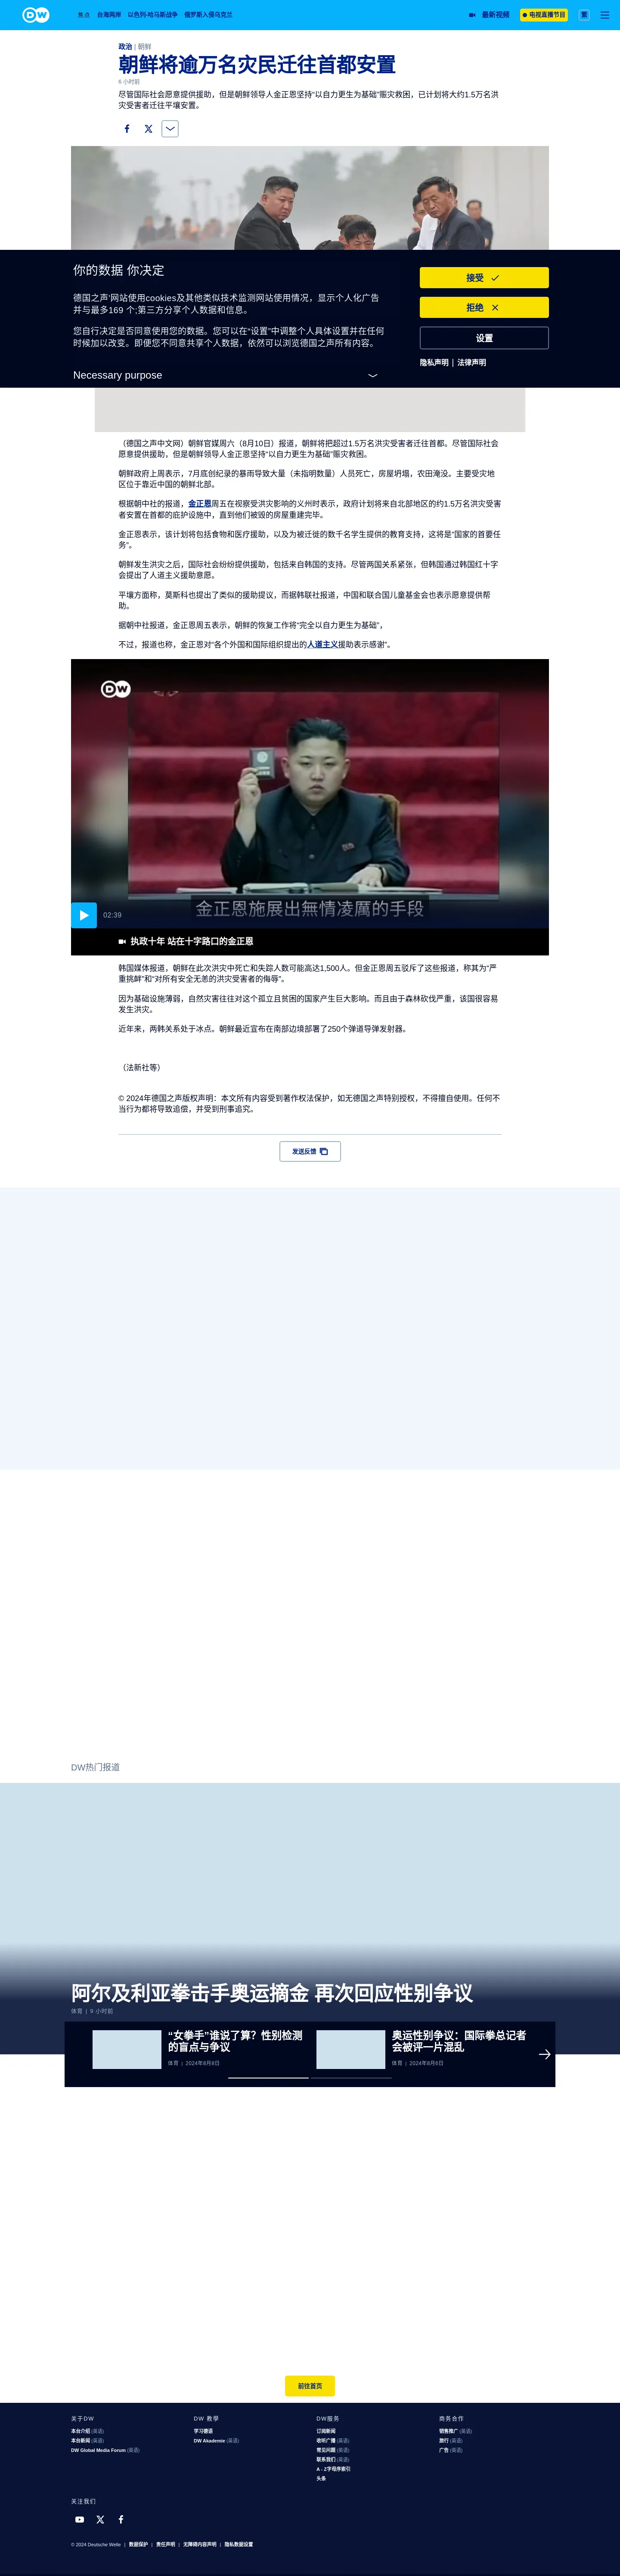 DW
焦点 台海两岸 以色列-哈马斯战争 俄罗斯入侵乌克兰 最新视频 电视直播节目 繁
政治 | 朝鲜
朝鲜将逾万名灾民迁往首都安置
6 小时前
尽管国际社会愿意提供援助，但是朝鲜领导人金正恩坚持“以自力更生为基础”赈灾救困，已计划将大约1.5万名洪
灾受害者迁往平壤安置。
你的数据 你决定
德国之声'网站使用cookies及其他类似技术监测网站使用情况，显示个人化广告
并与最多169 个;第三方分享个人数据和信息。
您自行决定是否同意使用您的数据。您可以在“设置”中调整个人具体设置并在任何
时候加以改变。即便您不同意共享个人数据，依然可以浏览德国之声所有内容。
Necessary purpose
接受
拒绝
设置
隐私声明 | 法律声明
（德国之声中文网）朝鲜官媒周六（8月10日）报道，朝鲜将把超过1.5万名洪灾受害者迁往首都。尽管国际社会
愿意提供援助，但是朝鲜领导人金正恩坚持“以自力更生为基础”赈灾救困。
朝鲜政府上周表示，7月底创纪录的暴雨导致大量（未指明数量）人员死亡，房屋坍塌，农田淹没。主要受灾地
区位于靠近中国的朝鲜北部。
根据朝中社的报道，金正恩周五在视察受洪灾影响的义州时表示，政府计划将来自北部地区的约1.5万名洪灾受害
者安置在首都的庇护设施中，直到他们被毁的房屋重建完毕。
金正恩表示，该计划将包括食物和医疗援助，以及为被迁徙的数千名学生提供的教育支持，这将是“国家的首要任
务”。
朝鲜发生洪灾之后，国际社会纷纷提供援助，包括来自韩国的支持。尽管两国关系紧张，但韩国通过韩国红十字
会提出了人道主义援助意愿。
平壤方面称，莫斯科也提出了类似的援助提议，而据韩联社报道，中国和联合国儿童基金会也表示愿意提供帮
助。
据朝中社报道，金正恩周五表示，朝鲜的恢复工作将“完全以自力更生为基础”，
不过，报道也称，金正恩对“各个外国和国际组织提出的人道主义援助表示感谢”。
DW
金正恩施展出無情凌厲的手段
02:39
执政十年 站在十字路口的金正恩
韩国媒体报道，朝鲜在此次洪灾中死亡和失踪人数可能高达1,500人。但金正恩周五驳斥了这些报道，称其为“严
重挑衅”和“对所有安全无恙的洪灾受害者的侮辱”。
因为基础设施薄弱，自然灾害往往对这个孤立且贫困的国家产生巨大影响。而且由于森林砍伐严重，该国很容易
发生洪灾。
近年来，两韩关系处于冰点。朝鲜最近宣布在南部边境部署了250个弹道导弹发射器。
（法新社等）
© 2024年德国之声版权声明：本文所有内容受到著作权法保护，如无德国之声特别授权，不得擅自使用。任何不
当行为都将导致追偿，并受到刑事追究。
发送反馈
DW热门报道
阿尔及利亚拳击手奥运摘金 再次回应性别争议
体育 | 9 小时前
“女拳手”谁说了算？性别检测
的盲点与争议
体育 | 2024年8月8日
奥运性别争议：国际拳总记者
会被评一片混乱
体育 | 2024年8月6日
前往首页
关于DW
本台介绍 (英语)
本台新闻 (英语)
DW Global Media Forum (英语)
DW 教學
学习德语
DW Akademie (英语)
DW服务
订阅新闻
收听广播 (英语)
常见问题 (英语)
联系我们 (英语)
A - Z字母序索引
头条
商务合作
销售推广 (英语)
旅行 (英语)
广告 (英语)
关注我们
© 2024 Deutsche Welle | 数据保护 | 责任声明 | 无障碍内容声明 | 隐私数据设置